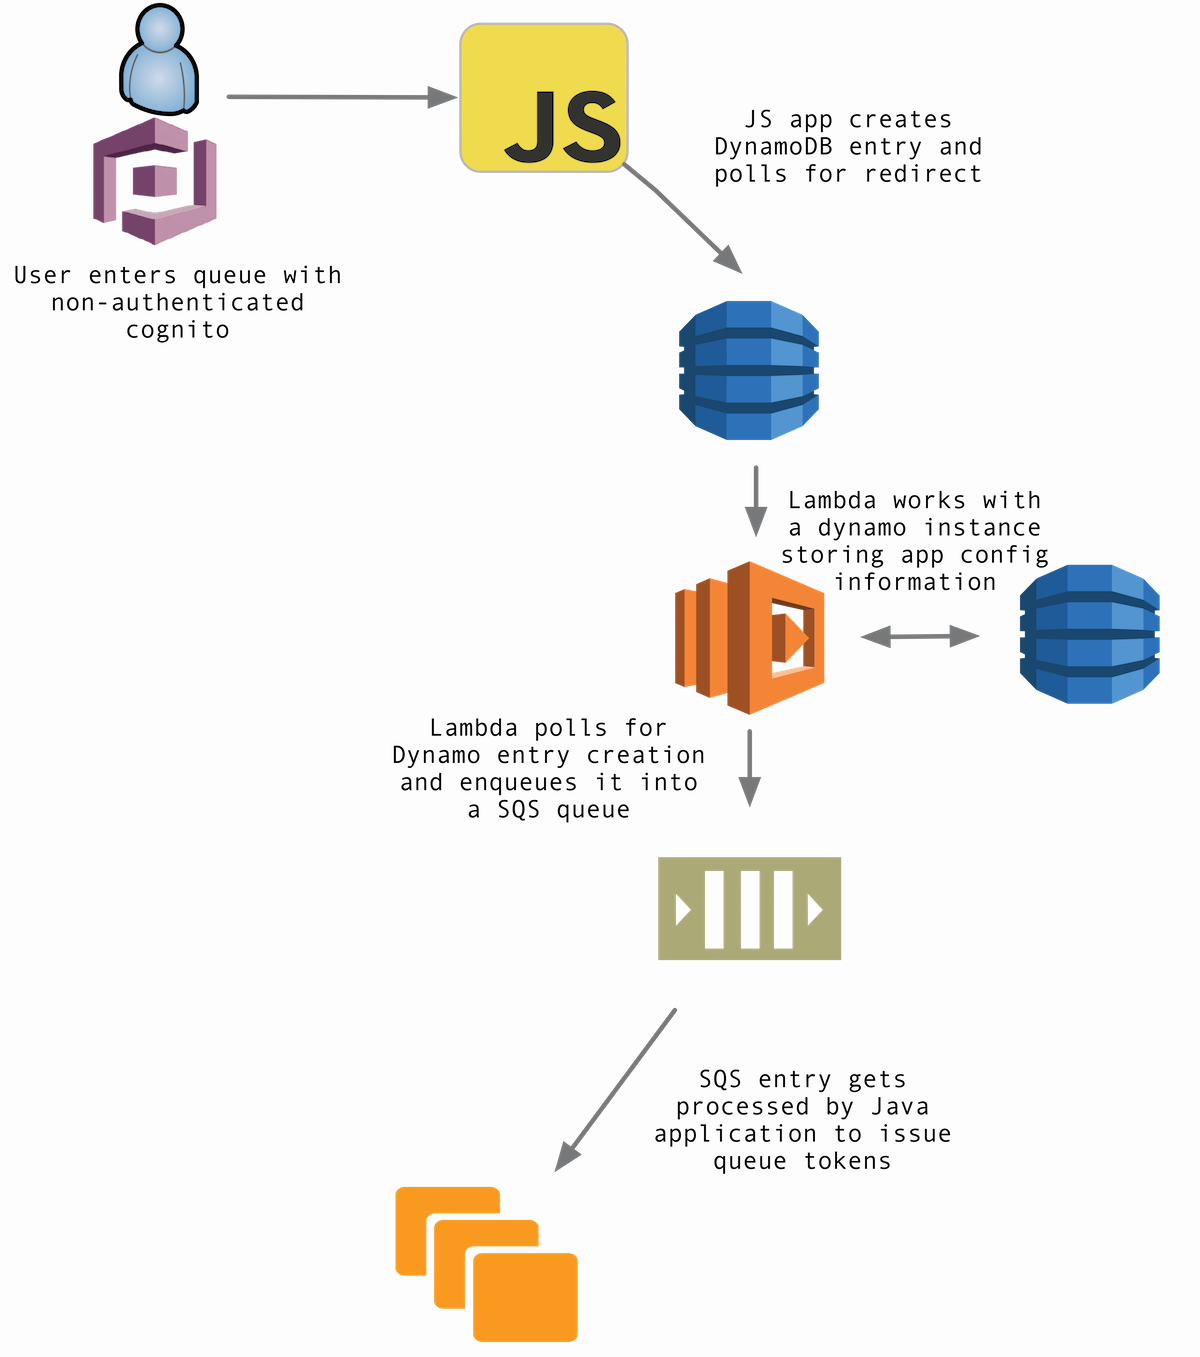 JS
JS app creates
DynamoDB entry and
polls for redirect
User enters queue with
non-authenticated
cognito
Lambda works with
a dynamo instance
storing app config
information
Lambda polls for
Dynamo entry creation
and enqueues it into
a SQS queue
SQS entry gets
processed by Java
application to issue
queue tokens